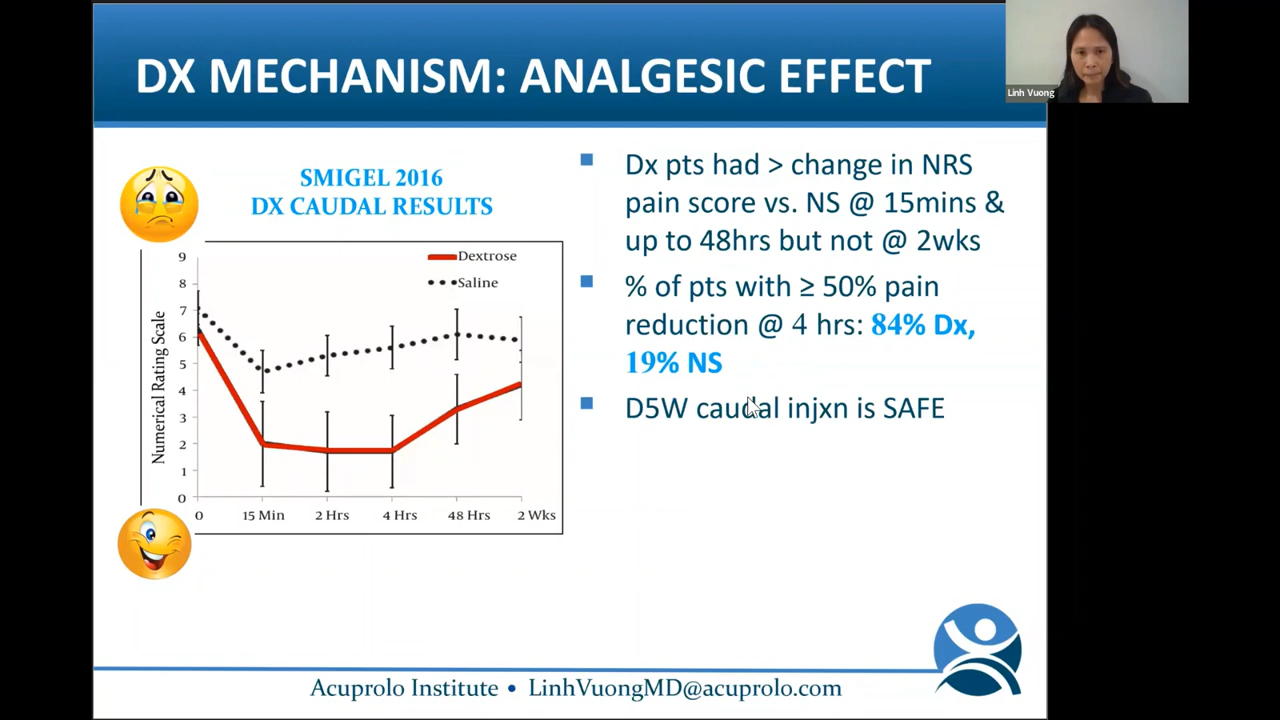 DX MECHANISM: ANALGESIC EFFECT
Linh Vuong
SMIGEL 2016
DX CAUDAL RESULTS
Dextrose
Saline
Numerical Rating Scale
9
8
7
6
5
4
3
2
1
0
0 15 Min 2 Hrs 4 Hrs 48 Hrs 2 Wks
Dx pts had > change in NRS
pain score vs. NS @ 15mins &
up to 48hrs but not @ 2wks
% of pts with ≥ 50% pain
reduction @ 4 hrs: 84% Dx,
19% NS
D5W caudal injxn is SAFE
Acuprolo Institute • LinhVuongMD@acuprolo.com